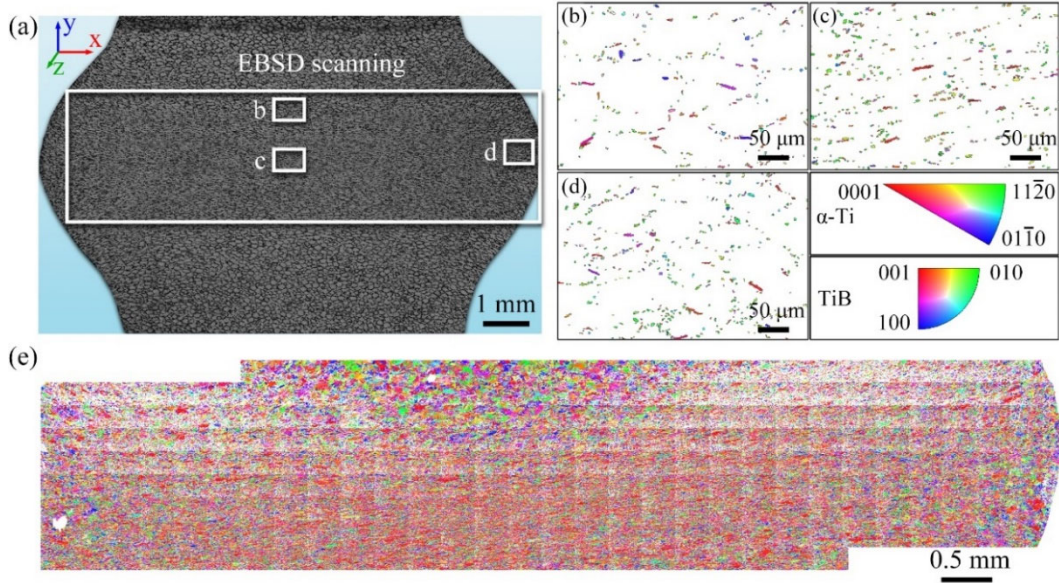 (a)
y
x
z
EBSD scanning
b
c
d
1 mm
(b)
50 μm
(c)
50 μm
(d)
50 μm
0001
112̄0
α-Ti
011̄0
001
010
TiB
100
(e)
0.5 mm